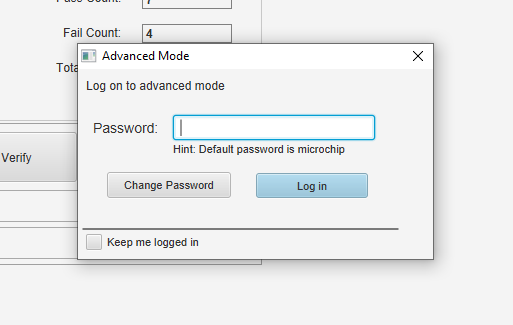 Pass Count: 7
Fail Count: 4
Advanced Mode
Tota
Log on to advanced mode
Password:
Hint: Default password is microchip
Verify
Change Password Log in
Keep me logged in